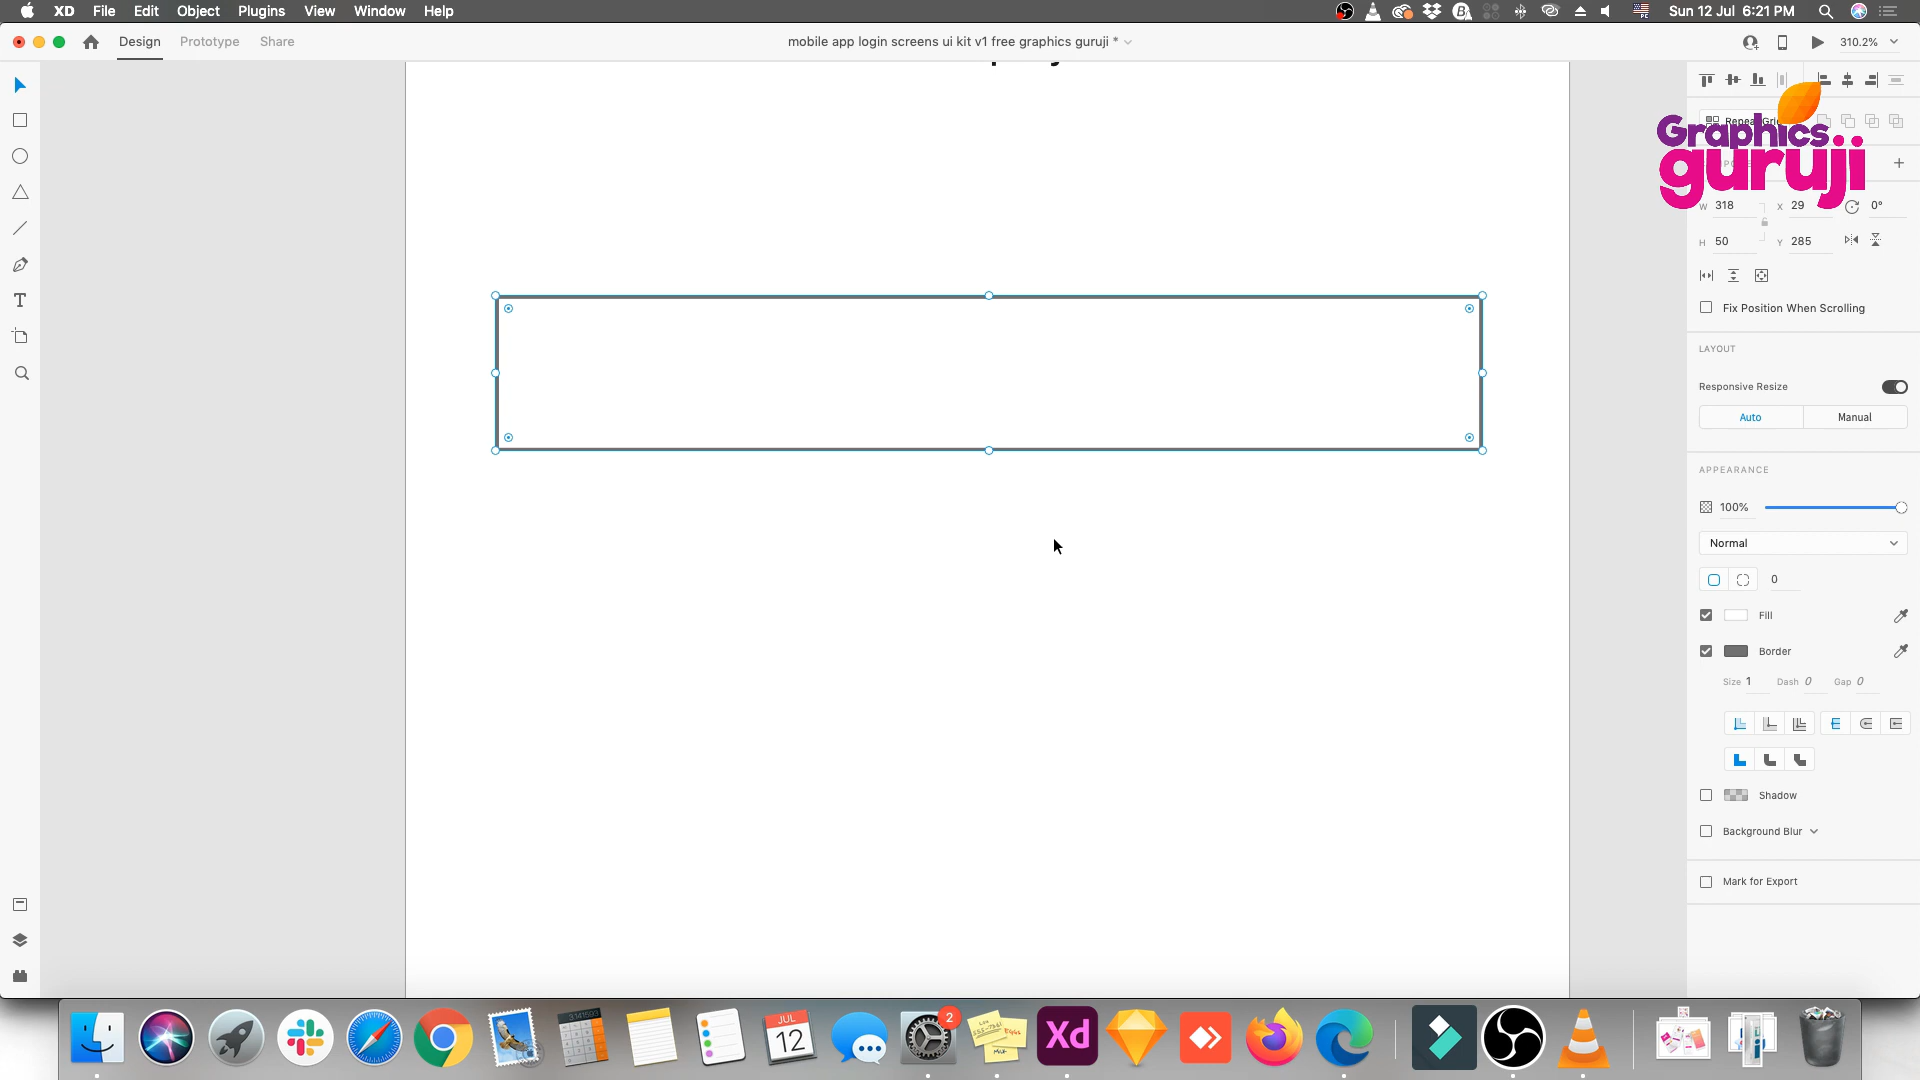 XD File Edit Object Plugins View Window Help
Sun 12 Jul 6:21 PM
Design Prototype Share
mobile app login screens ui kit v1 free graphics guruji *
310.2%
Graphics
guruji
W 318 X 29 0°
H 50 Y 285
Fix Position When Scrolling
LAYOUT
Responsive Resize
Auto Manual
APPEARANCE
100%
Normal
0
Fill
Border
Size 1 Dash 0 Gap 0
Shadow
Background Blur
Mark for Export
JUL
12
2
Xd